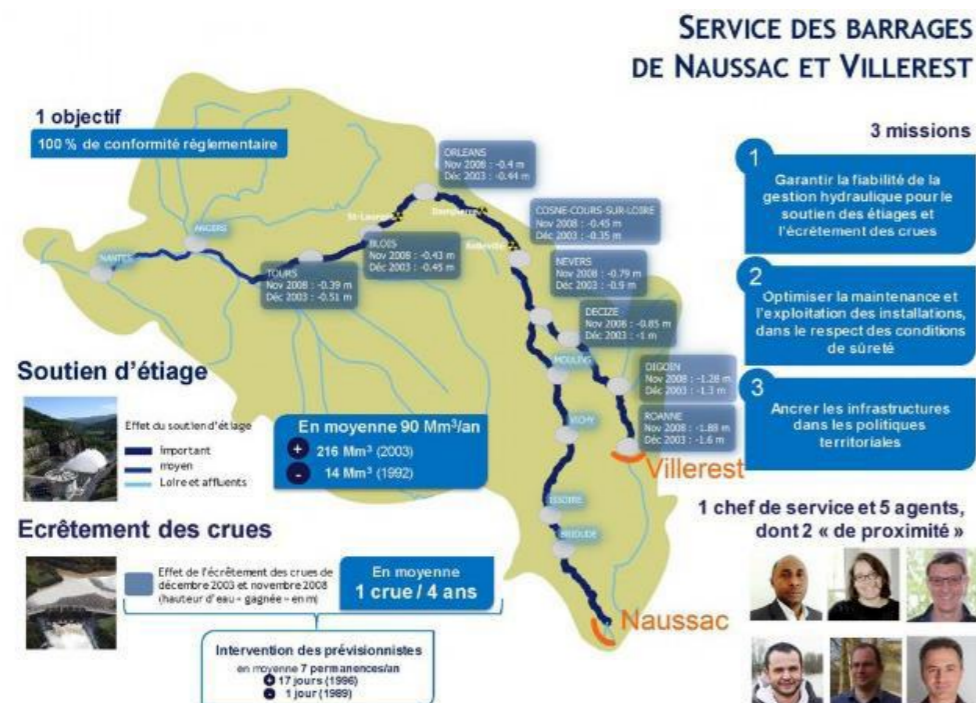 SERVICE DES BARRAGES
DE NAUSSAC ET VILLEREST
1 objectif
100 % de conformité règlementaire
3 missions
1
Garantir la fiabilité de la
gestion hydraulique pour le
soutien des étiages et
l'écrêtement des crues
2
Optimiser la maintenance et
l'exploitation des installations,
dans le respect des conditions
de sûreté
3
Ancrer les infrastructures
dans les politiques
territoriales
ORLEANS
Nov 2008 : -0.4 m
Déc 2003 : -0.44 m
COSNE-COURS-SUR-LOIRE
Nov 2008 : -0.45 m
Déc 2003 : -0.35 m
St-Laurent
Dampierre
Belleville
ANGERS
NANTES
BLOIS
Nov 2008 : -0.43 m
Déc 2003 : -0.45 m
TOURS
Nov 2008 : -0.39 m
Déc 2003 : -0.51 m
NEVERS
Nov 2008 : -0.79 m
Déc 2003 : -0.9 m
DECIZE
Nov 2008 : -0.85 m
Déc 2003 : -1 m
MOULINS
DIGOIN
Nov 2008 : -1.28 m
Déc 2003 : -1.3 m
ROANNE
Nov 2008 : -1.88 m
Déc 2003 : -1.6 m
VICHY
Villerest
ISSOIRE
BRIOUDE
Naussac
Soutien d'étiage
Effet du soutien d'étiage
Important
moyen
Loire et affluents
En moyenne 90 Mm³/an
+ 216 Mm³ (2003)
- 14 Mm³ (1992)
Ecrêtement des crues
Effet de l'écrêtement des crues de
décembre 2003 et novembre 2008
(hauteur d'eau « gagnée » en m)
En moyenne
1 crue / 4 ans
Intervention des prévisionnistes
en moyenne 7 permanences/an
+ 17 jours (1996)
- 1 jour (1989)
1 chef de service et 5 agents,
dont 2 « de proximité »